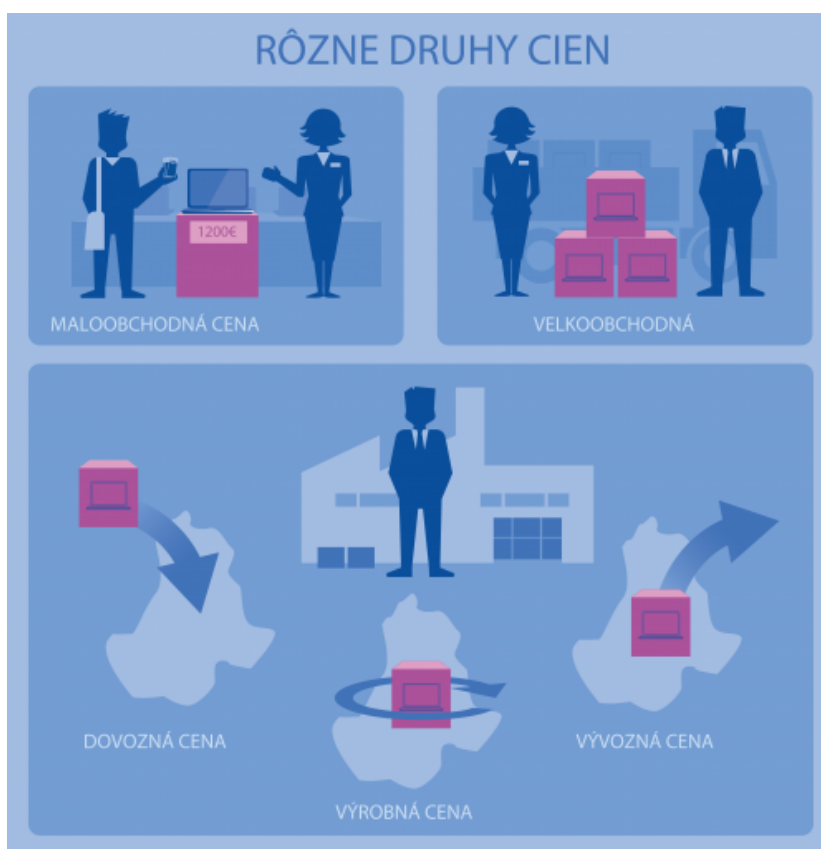 RÔZNE DRUHY CIEN
1200€
MALOOBCHODNÁ CENA
VELKOOBCHODNÁ
DOVOZNÁ CENA
VÝVOZNÁ CENA
VÝROBNÁ CENA